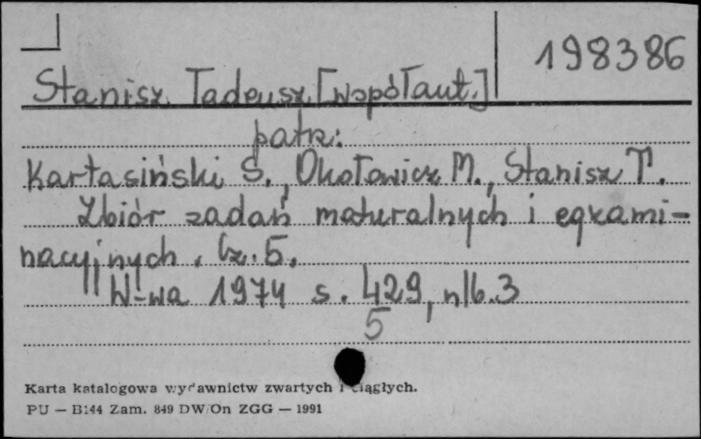 198386
Stanisz Tadeusz [współaut.]
patrz:
Kartasiński S., Okołowicz M., Stanisz T.
Zbiór zadań maturalnych i egzami-
nacyjnych. Cz. 5.
W-wa 1974 s. 429, nlb. 3
5
Karta katalogowa wydawnictw zwartych i ciągłych.
PU — B144 Zam. 849 DW/On ZGG — 1991